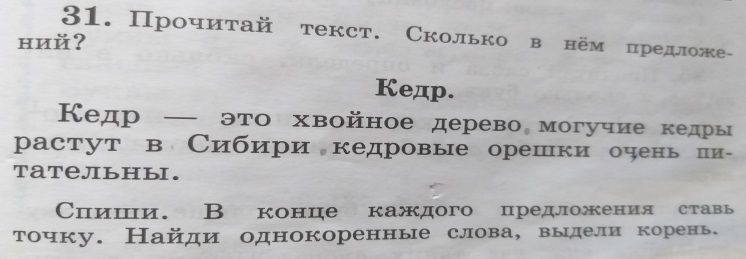 31. Прочитай текст. Сколько в нём предложе-
ний?
Кедр.
Кедр — это хвойное дерево. могучие кедры
растут в Сибири. кедровые орешки очень пи-
тательны.
Спиши. В конце каждого предложения ставь
точку. Найди однокоренные слова, выдели корень.